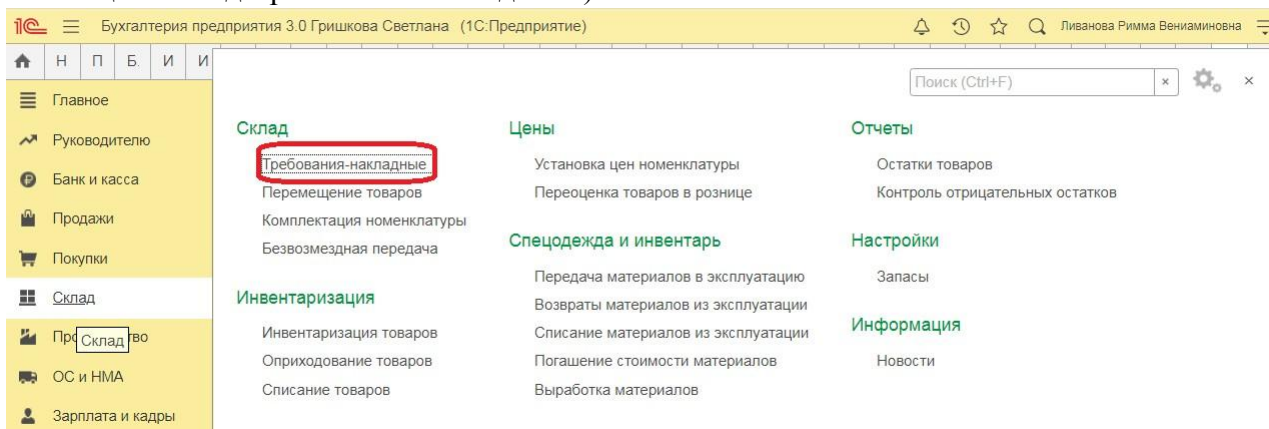 1С Бухгалтерия предприятия 3.0 Гришкова Светлана (1С:Предприятие) Ливанова Римма Вениаминовна
Н П Б. И И
Поиск (Ctrl+F) × ×
Главное
Руководителю
Банк и касса
Продажи
Покупки
Склад
Склад
ОС и НМА
Зарплата и кадры
Склад
Требования-накладные
Перемещение товаров
Комплектация номенклатуры
Безвозмездная передача
Инвентаризация
Инвентаризация товаров
Оприходование товаров
Списание товаров
Цены
Установка цен номенклатуры
Переоценка товаров в рознице
Спецодежда и инвентарь
Передача материалов в эксплуатацию
Возвраты материалов из эксплуатации
Списание материалов из эксплуатации
Погашение стоимости материалов
Выработка материалов
Отчеты
Остатки товаров
Контроль отрицательных остатков
Настройки
Запасы
Информация
Новости